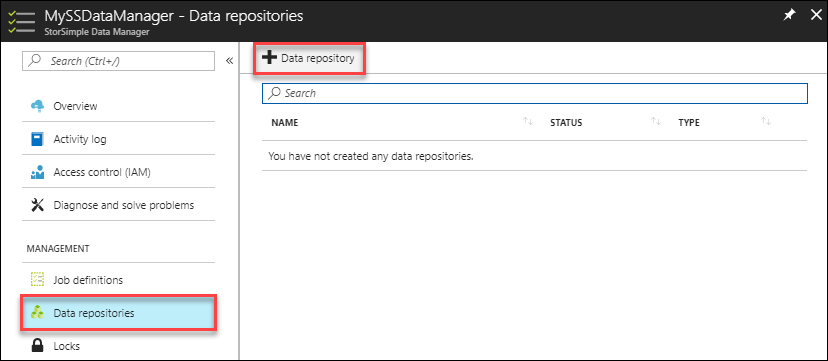 MySSDataManager - Data repositories
StorSimple Data Manager
Search (Ctrl+/)
«
Overview
Activity log
Access control (IAM)
Diagnose and solve problems
MANAGEMENT
Job definitions
Data repositories
Locks
Data repository
Search
NAME STATUS TYPE
You have not created any data repositories.